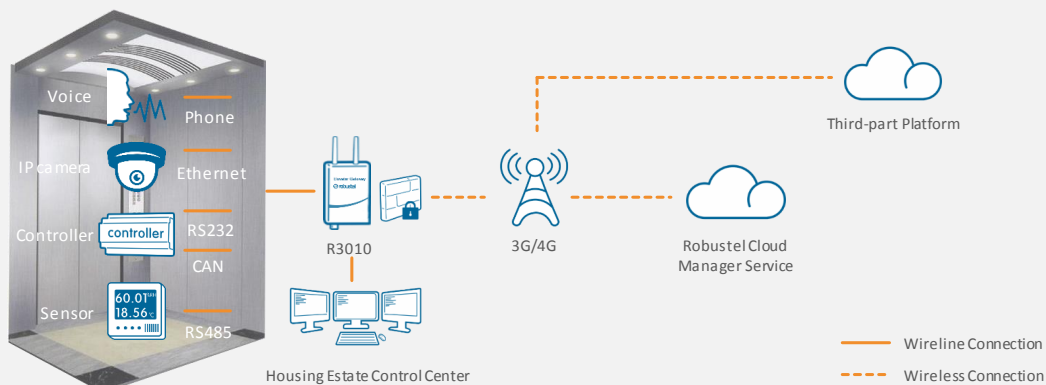 Voice
Phone
IP camera
Ethernet
Controller
controller
RS232
CAN
Sensor
60.01
18.56
RS485
robustel
R3010
3G/4G
Third-part Platform
Robustel Cloud
Manager Service
Housing Estate Control Center
Wireline Connection
Wireless Connection